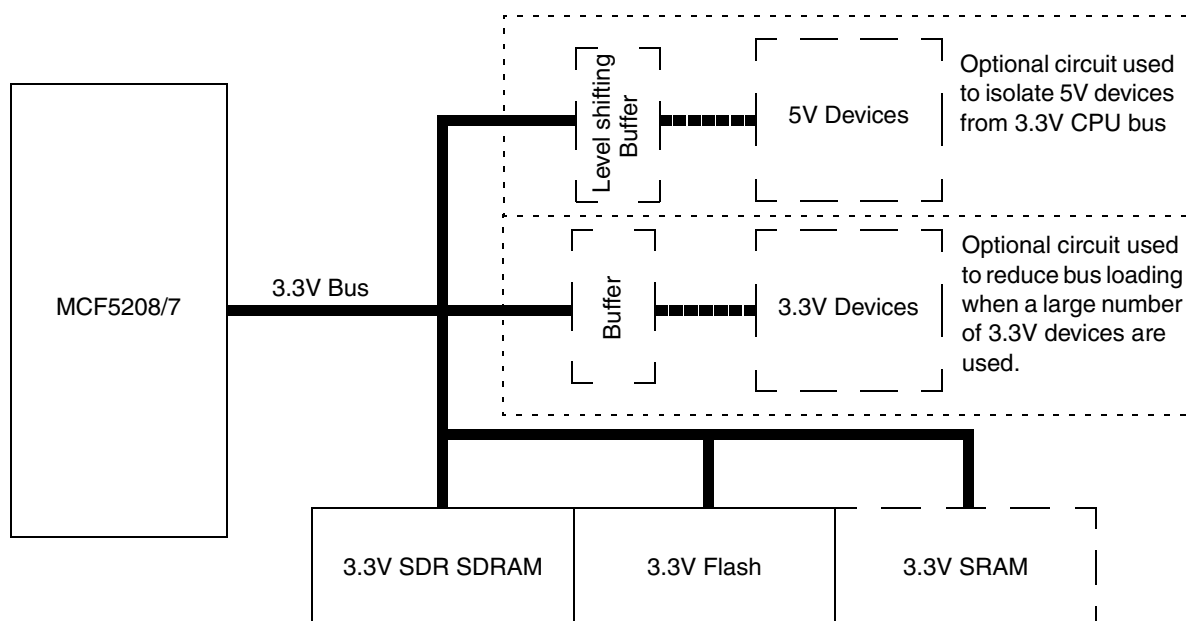 MCF5208/7
3.3V Bus
Level shifting
Buffer
5V Devices
Optional circuit used
to isolate 5V devices
from 3.3V CPU bus
Buffer
3.3V Devices
Optional circuit used
to reduce bus loading
when a large number
of 3.3V devices are
used.
3.3V SDR SDRAM
3.3V Flash
3.3V SRAM